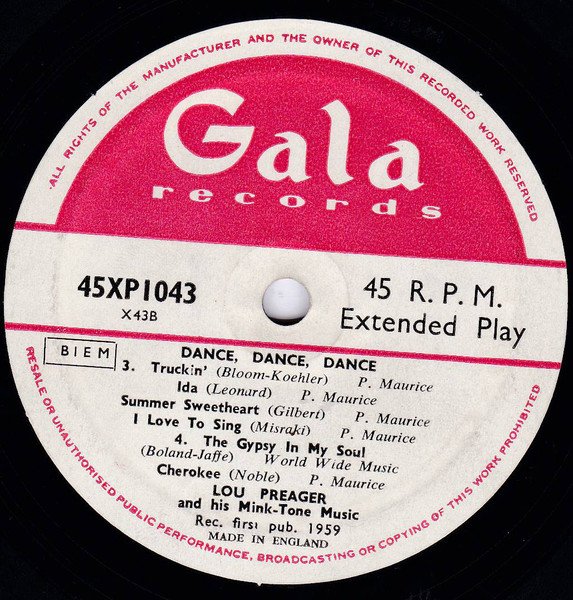 ALL RIGHTS OF THE MANUFACTURER AND THE OWNER OF THIS RECORDED WORK RESERVED
Gala
records
45XP1043
X43B
45 R.P.M.
Extended Play
BIEM
DANCE, DANCE, DANCE
3. Truckin' (Bloom-Koehler) P. Maurice
Ida (Leonard) P. Maurice
Summer Sweetheart (Gilbert) P. Maurice
I Love To Sing (Misraki) P. Maurice
4. The Gypsy In My Soul
(Boland-Jaffe) World Wide Music
Cherokee (Noble) P. Maurice
LOU PREAGER
and his Mink-Tone Music
Rec. first pub. 1959
MADE IN ENGLAND
RESALE OR UNAUTHORISED PUBLIC PERFORMANCE, BROADCASTING OR COPYING OF THIS WORK PROHIBITED